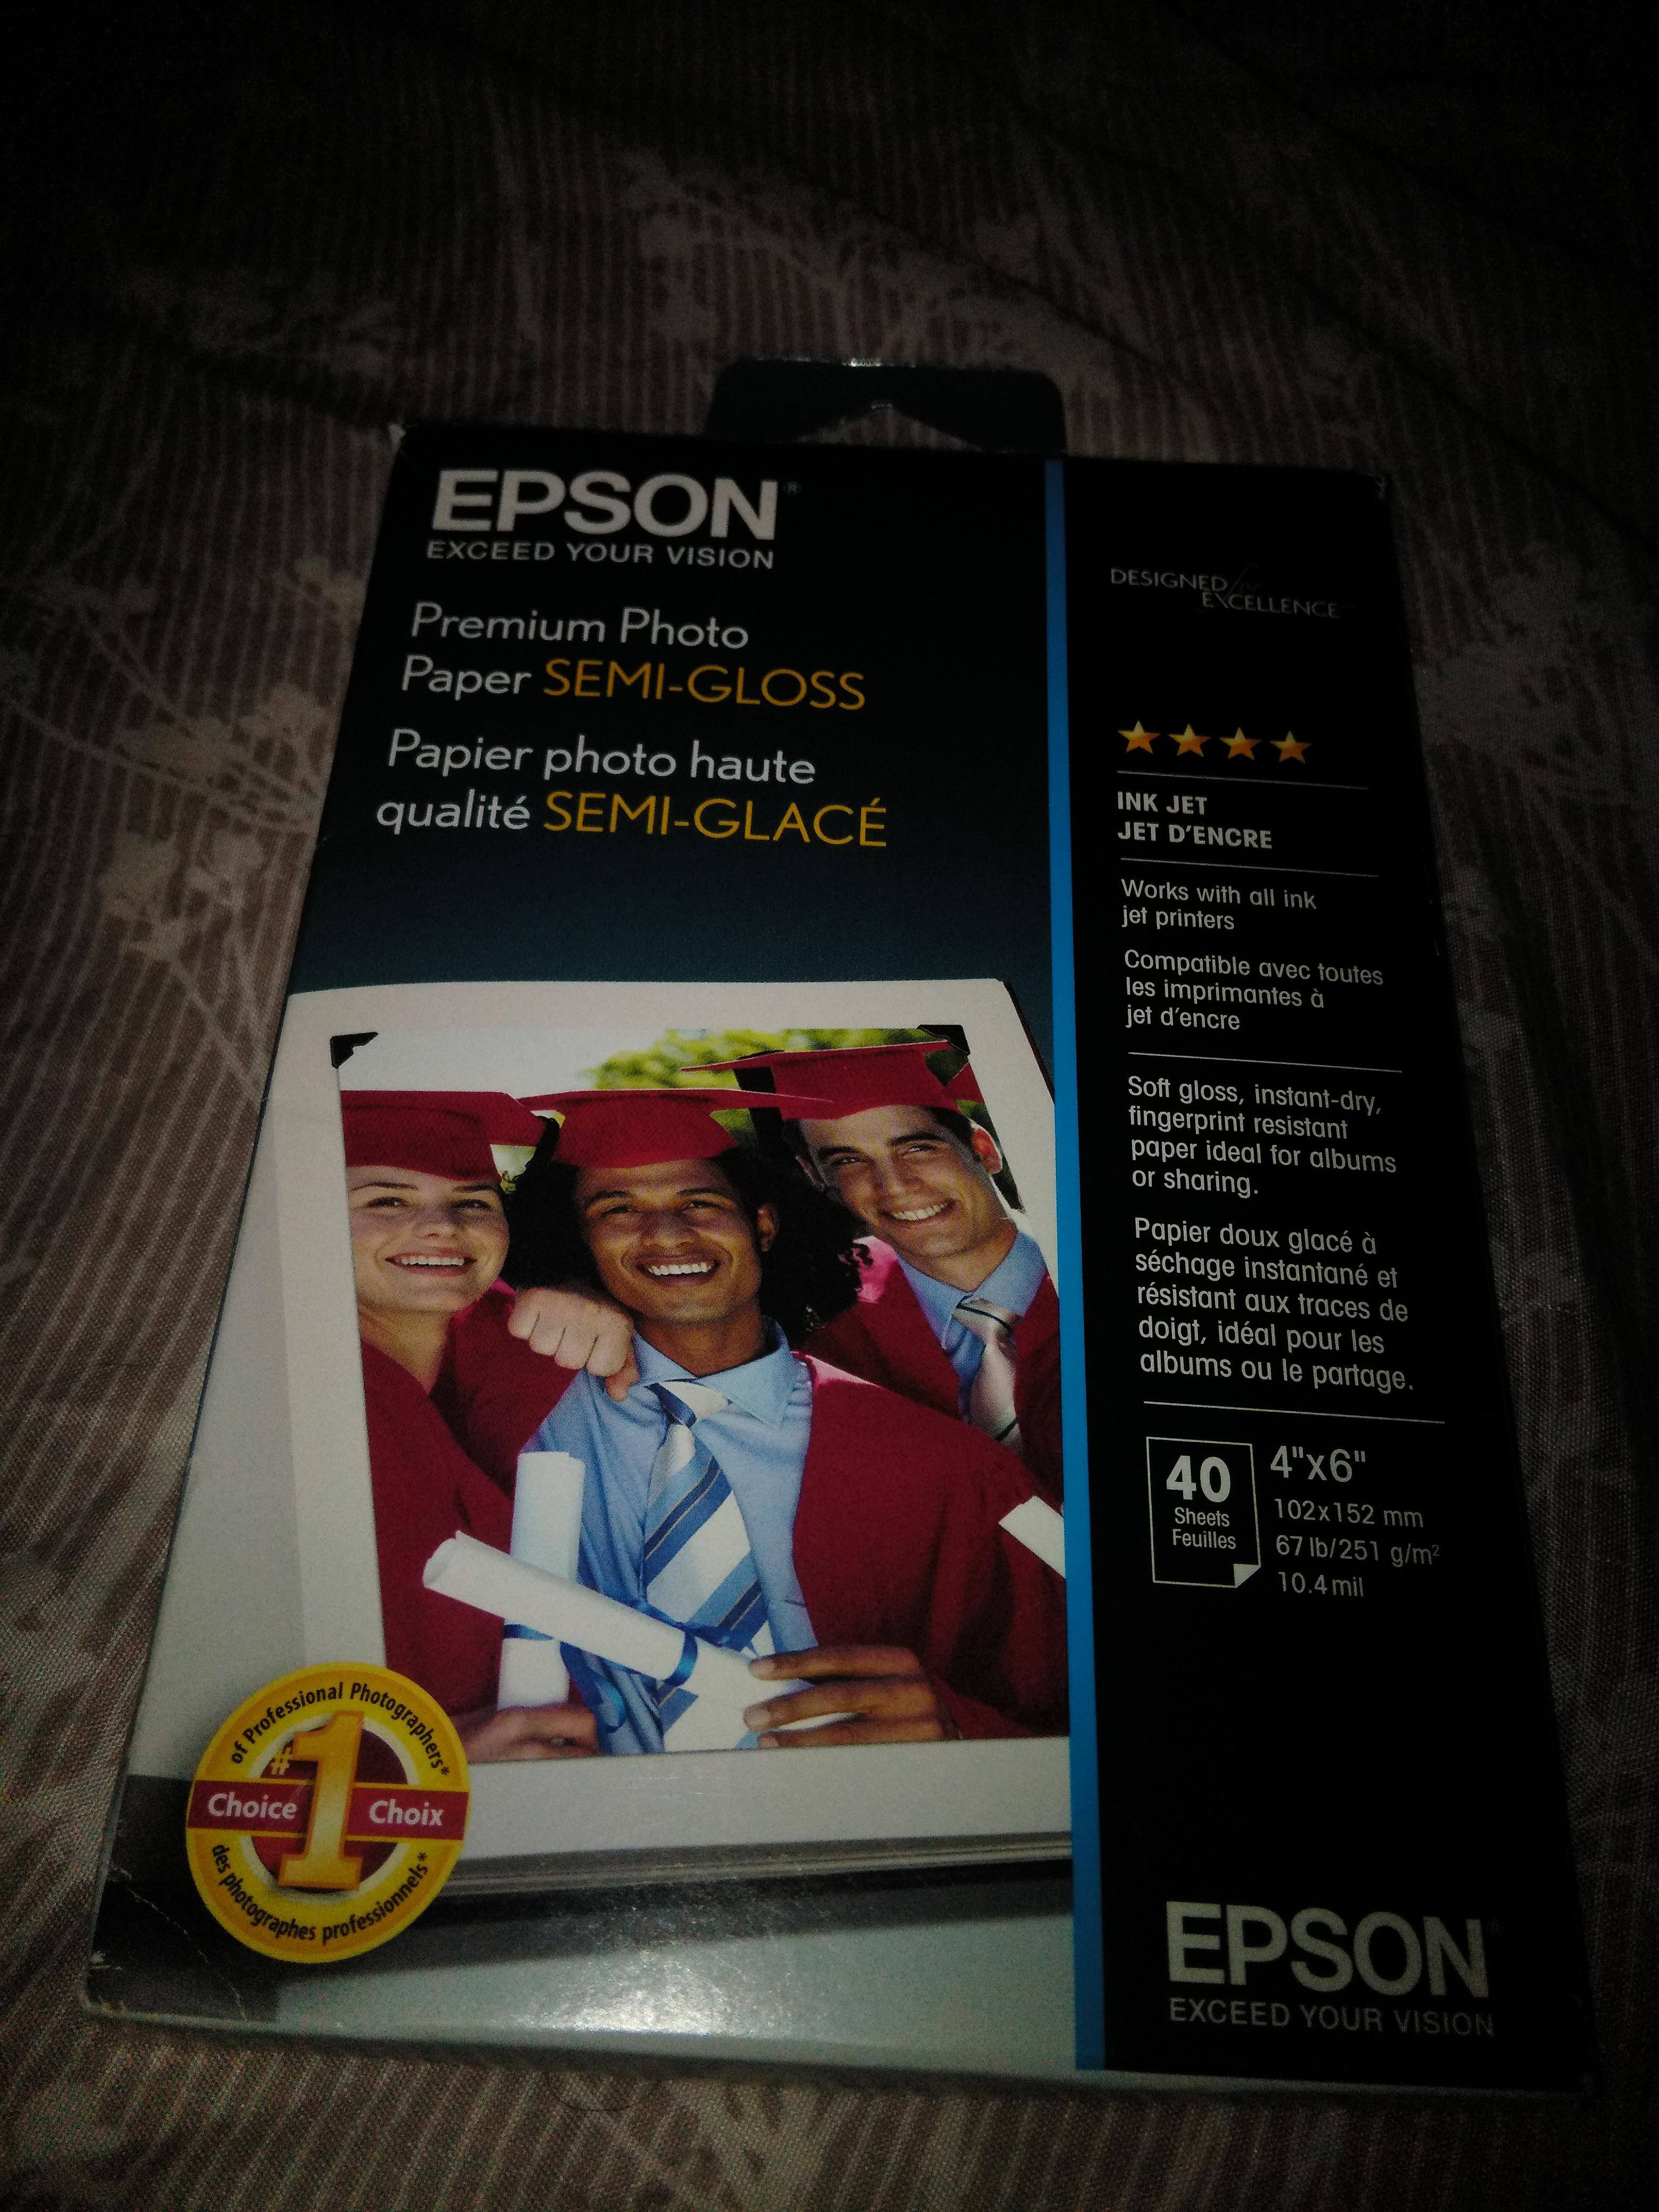 EPSON®
EXCEED YOUR VISION
Premium Photo
Paper SEMI-GLOSS
Papier photo haute
qualité SEMI-GLACÉ
of Professional Photographers*
#1
Choice Choix
des photographes professionnels*
DESIGNED for
EXCELLENCE
INK JET
JET D'ENCRE
Works with all ink
jet printers
Compatible avec toutes
les imprimantes à
jet d'encre
Soft gloss, instant-dry,
fingerprint resistant
paper ideal for albums
or sharing.
Papier doux glacé à
séchage instantané et
résistant aux traces de
doigt, idéal pour les
albums ou le partage.
40
Sheets
Feuilles
4"x6"
102x152 mm
67 lb/251 g/m²
10.4 mil
EPSON®
EXCEED YOUR VISION